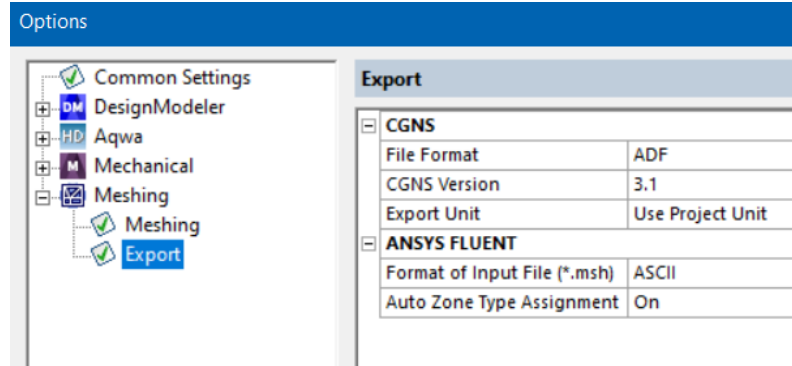 Options
Common Settings
DM DesignModeler
HD Aqwa
M Mechanical
Meshing
Meshing
Export
Export
CGNS
File Format ADF
CGNS Version 3.1
Export Unit Use Project Unit
ANSYS FLUENT
Format of Input File (*.msh) ASCII
Auto Zone Type Assignment On